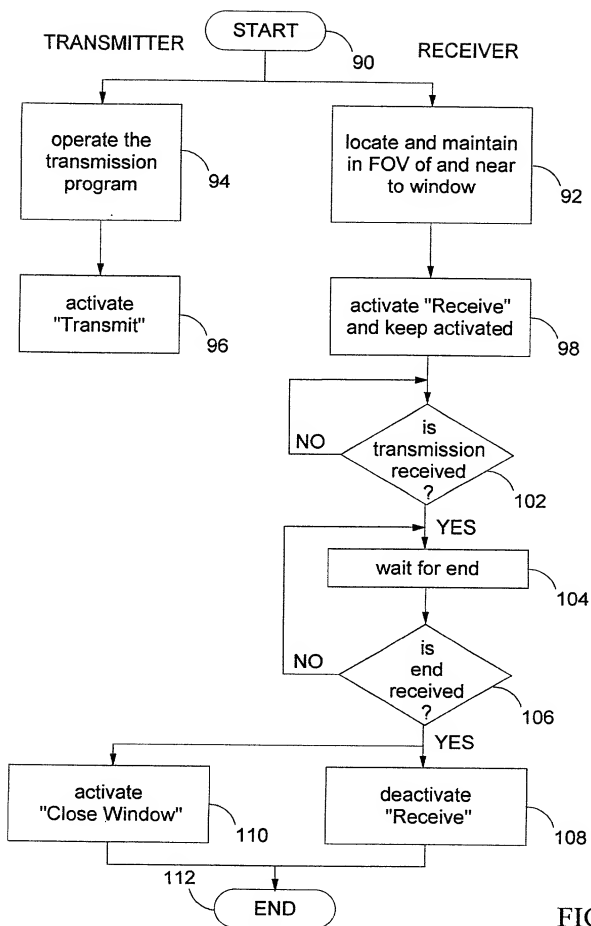 START
90
TRANSMITTER
RECEIVER
operate the
transmission
program
94
locate and maintain
in FOV of and near
to window
92
activate
"Transmit"
96
activate "Receive"
and keep activated
98
is
transmission
received
?
NO
102
YES
wait for end
104
is
end
received
?
NO
106
YES
activate
"Close Window"
110
deactivate
"Receive"
108
112
END
FIG